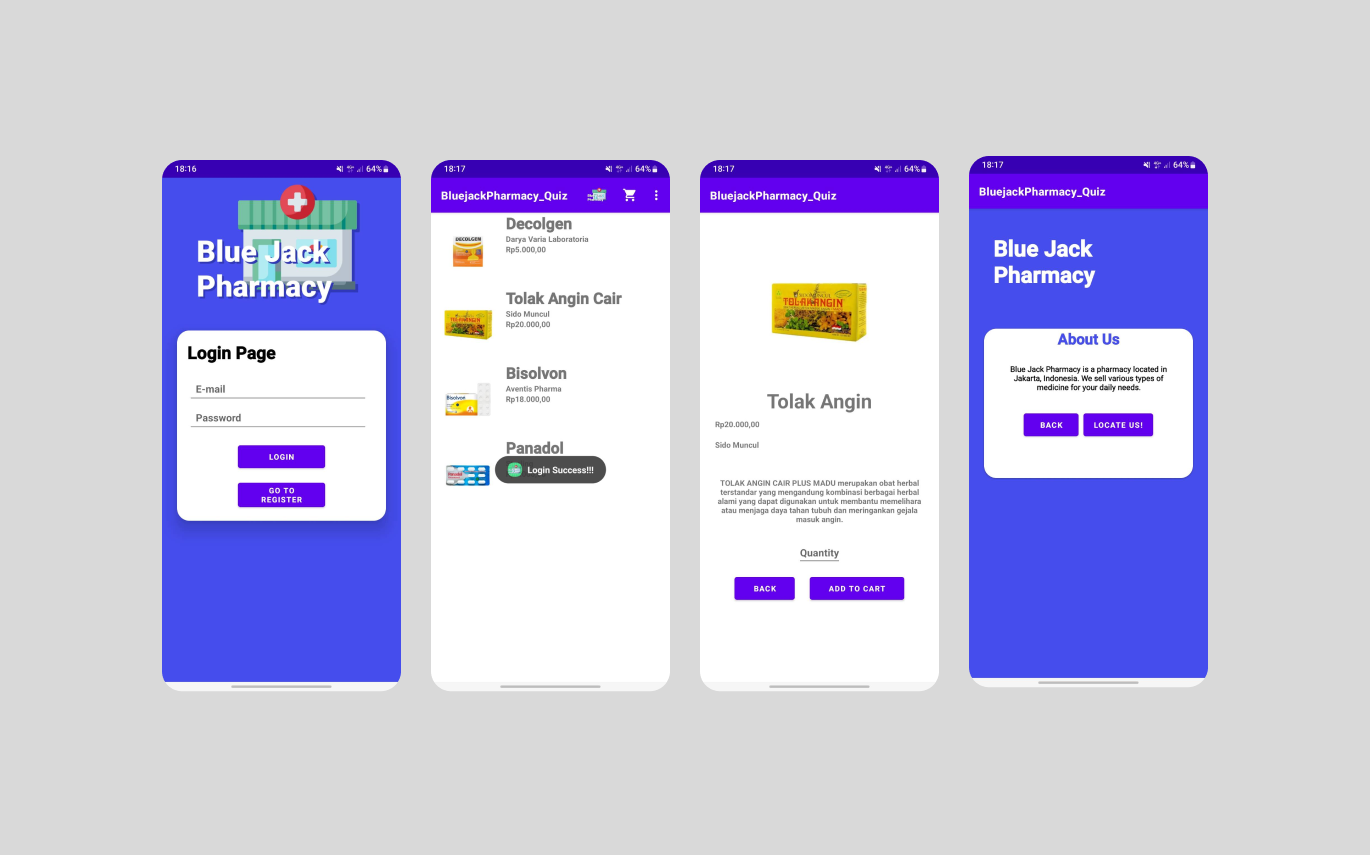 18:16
64%
Blue Jack
Pharmacy
Login Page
E-mail
Password
LOGIN
GO TO
REGISTER
18:17
64%
BluejackPharmacy_Quiz
Decolgen
Darya Varia Laboratoria
Rp5.000,00
DECOLGEN
Tolak Angin Cair
Sido Muncul
Rp20.000,00
TOLAK ANGIN
Bisolvon
Aventis Pharma
Rp18.000,00
Bisolvon
Panadol
Login Success!!!
18:17
64%
BluejackPharmacy_Quiz
TOLAK ANGIN
Tolak Angin
Rp20.000,00
Sido Muncul
TOLAK ANGIN CAIR PLUS MADU merupakan obat herbal
terstandar yang mengandung kombinasi berbagai herbal
alami yang dapat digunakan untuk membantu memelihara
atau menjaga daya tahan tubuh dan meringankan gejala
masuk angin.
Quantity
BACK
ADD TO CART
18:17
64%
BluejackPharmacy_Quiz
Blue Jack
Pharmacy
About Us
Blue Jack Pharmacy is a pharmacy located in
Jakarta, Indonesia. We sell various types of
medicine for your daily needs.
BACK
LOCATE US!